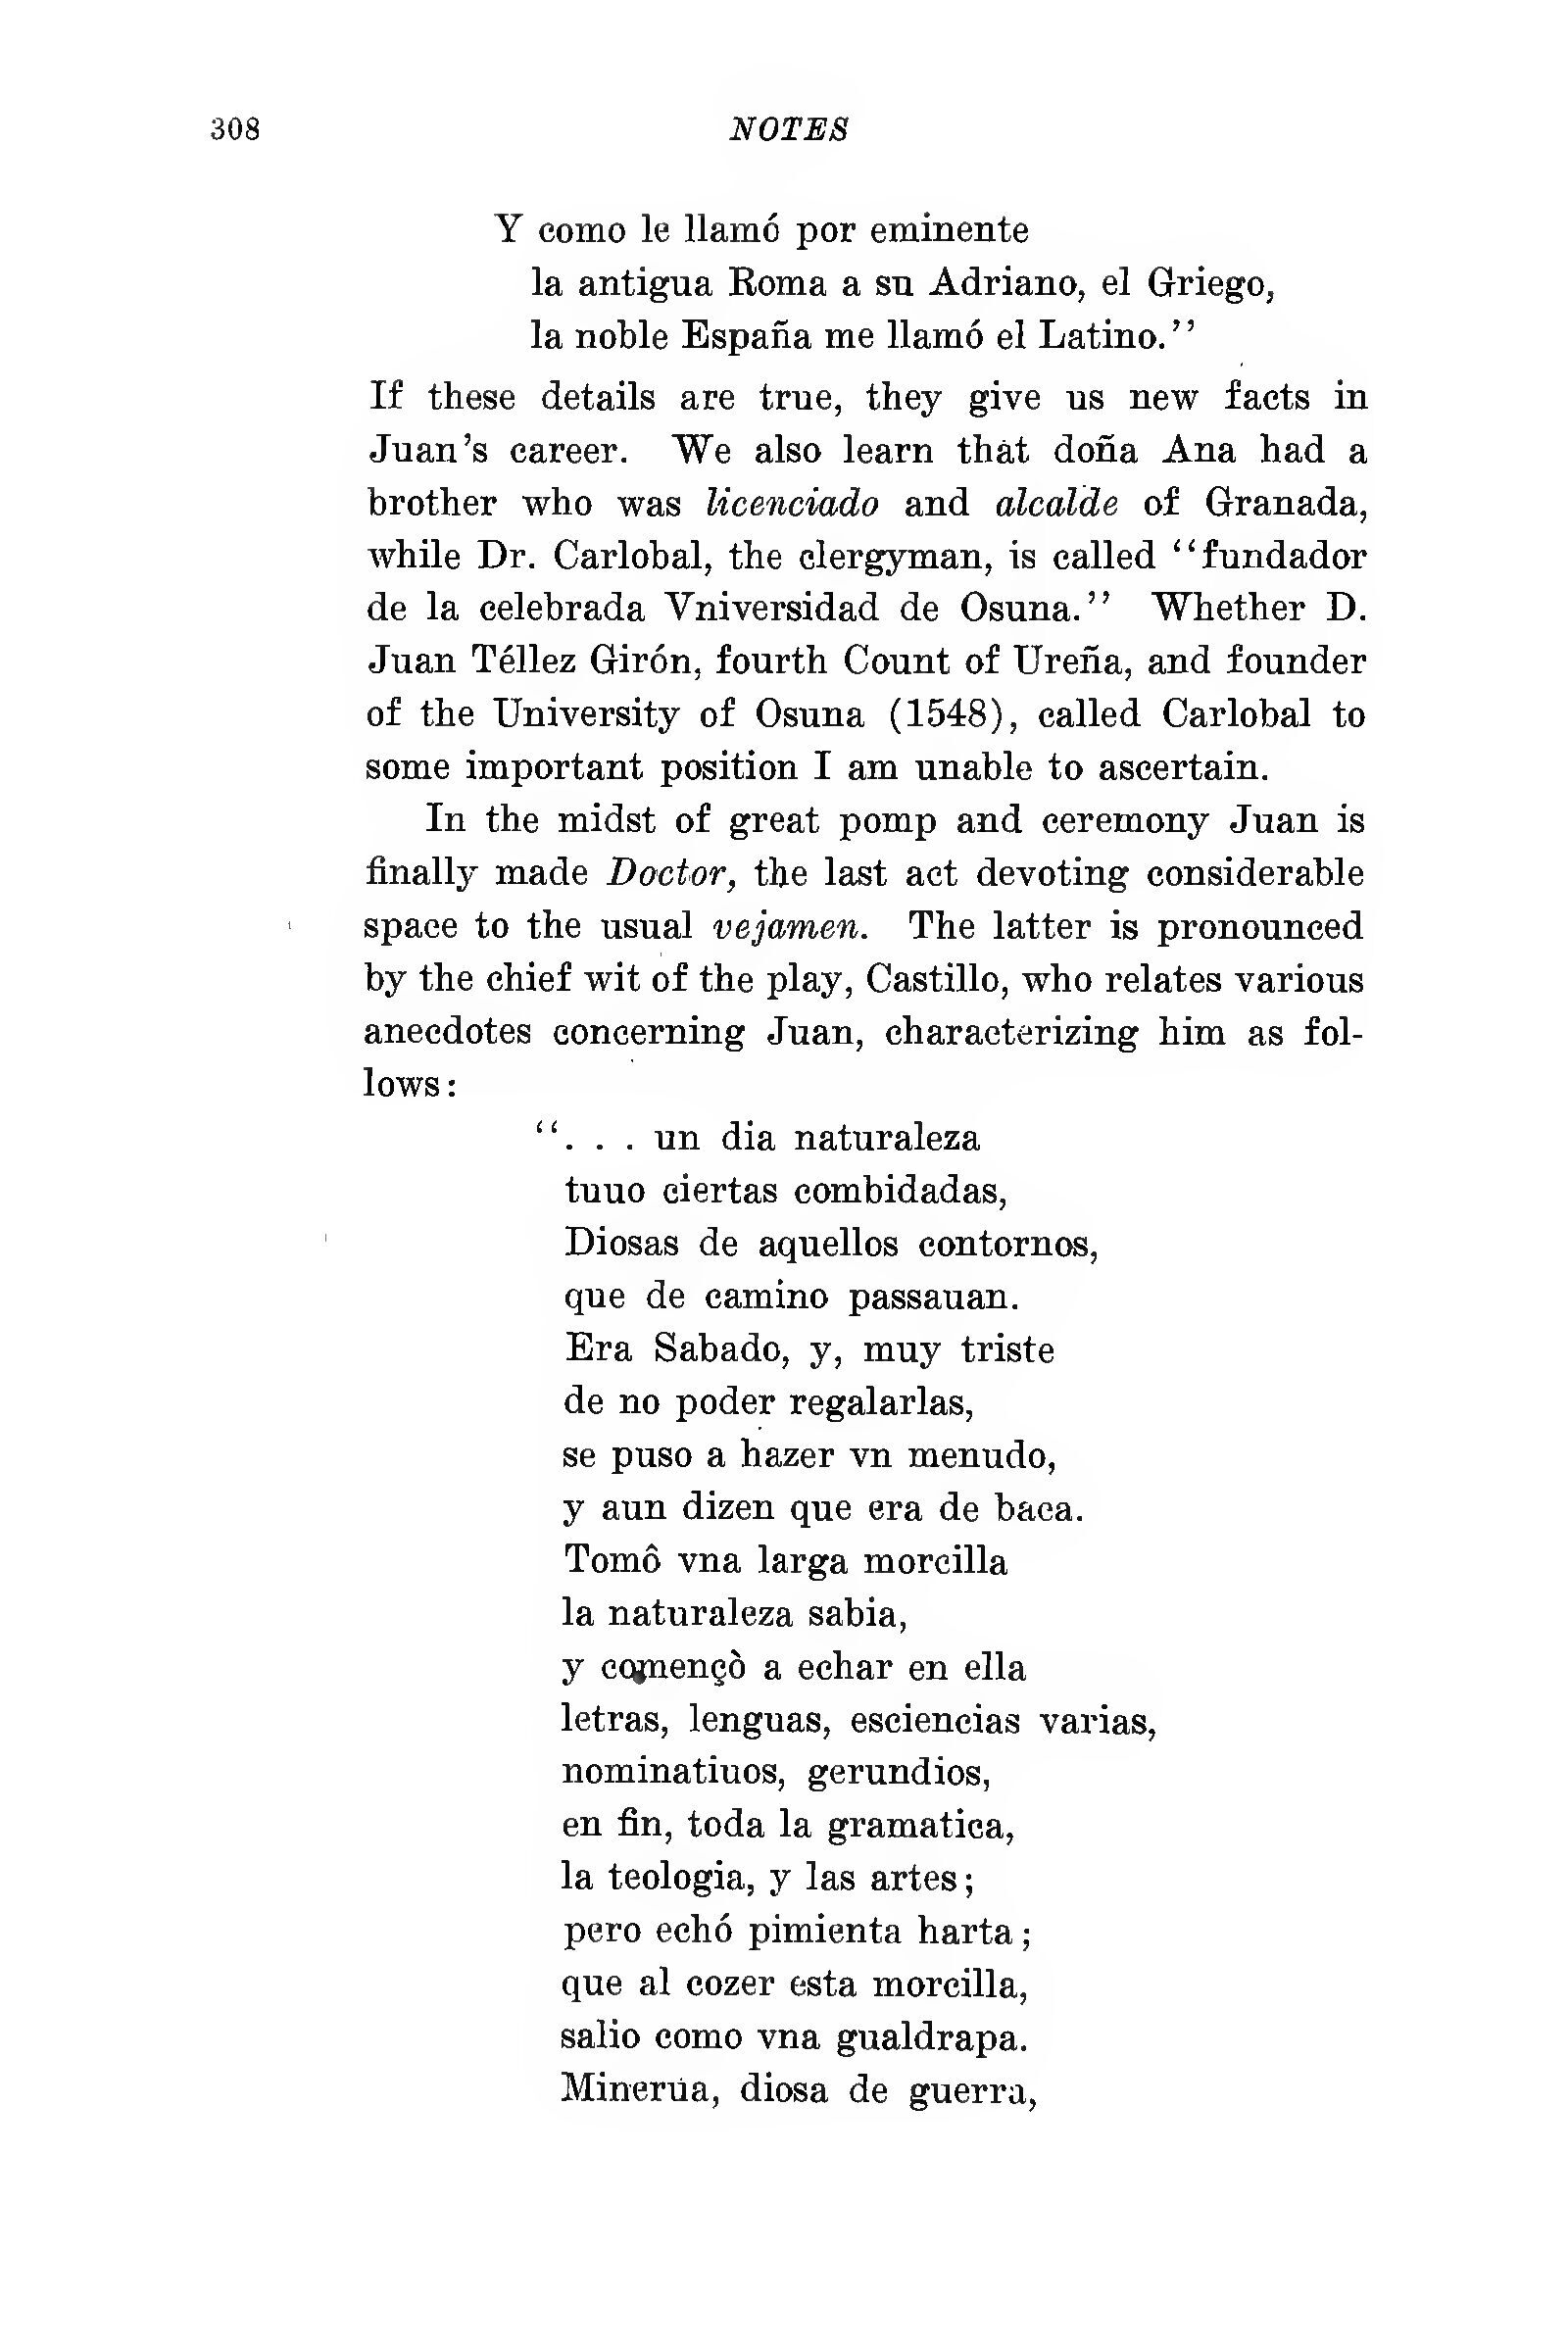 308 NOTES
Y como le llamó por eminente
la antigua Roma a su Adriano, el Griego,
la noble España me llamó el Latino.’’
If these details are true, they give us new facts in
Juan’s career. We also learn that doña Ana had a
brother who was licenciado and alcalde of Granada,
while Dr. Carlobal, the clergyman, is called ‘‘fundador
de la celebrada Vniversidad de Osuna.’’ Whether D.
Juan Téllez Girón, fourth Count of Ureña, and founder
of the University of Osuna (1548), called Carlobal to
some important position I am unable to ascertain.
In the midst of great pomp and ceremony Juan is
finally made Doctor, the last act devoting considerable
space to the usual vejamen. The latter is pronounced
by the chief wit of the play, Castillo, who relates various
anecdotes concerning Juan, characterizing him as fol-
lows:
‘‘. . . un dia naturaleza
tuuo ciertas combidadas,
Diosas de aquellos contornos,
que de camino passauan.
Era Sabado, y, muy triste
de no poder regalarlas,
se puso a hazer vn menudo,
y aun dizen que era de baca.
Tomô vna larga morcilla
la naturaleza sabia,
y començò a echar en ella
letras, lenguas, esciencias varias,
nominatiuos, gerundios,
en fin, toda la gramatica,
la teologia, y las artes;
pero echó pimienta harta;
que al cozer esta morcilla,
salio como vna gualdrapa.
Minerua, diosa de guerra,